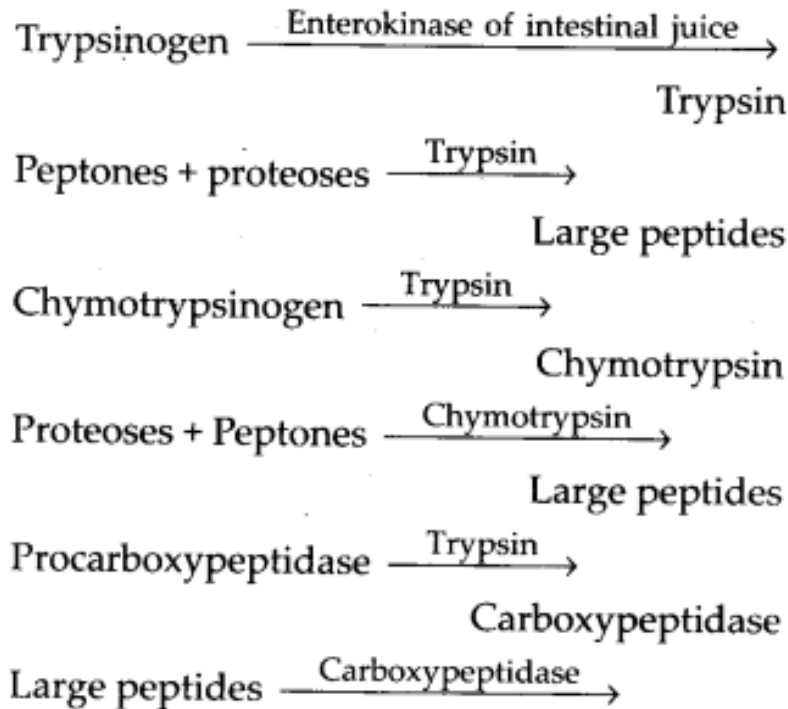 Trypsinogen Enterokinase of intestinal juice
Trypsin
Peptones + proteoses Trypsin
Large peptides
Chymotrypsinogen Trypsin
Chymotrypsin
Proteoses + Peptones Chymotrypsin
Large peptides
Procarboxypeptidase Trypsin
Carboxypeptidase
Large peptides Carboxypeptidase